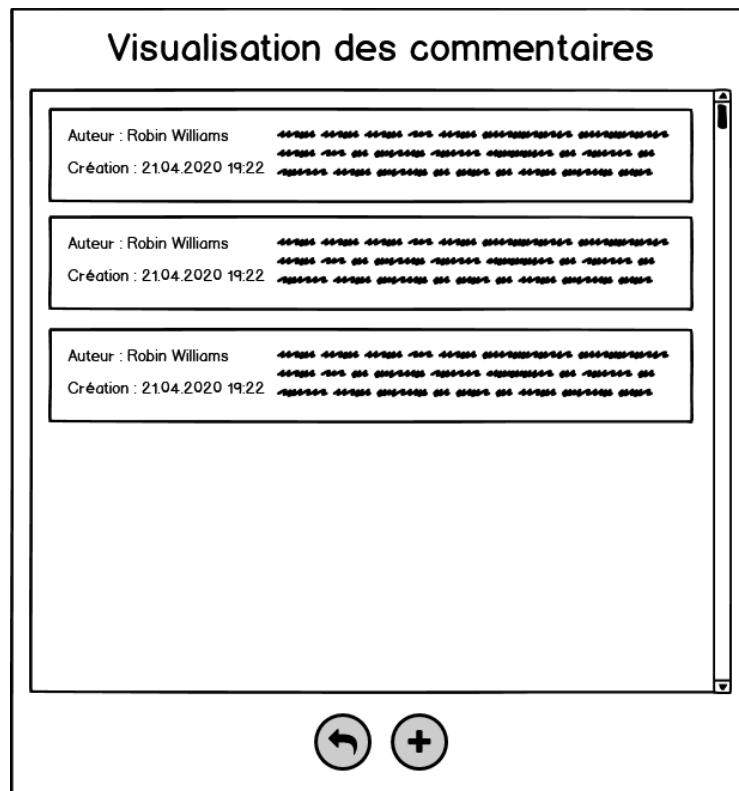 Visualisation des commentaires
Auteur : Robin Williams
Création : 21.04.2020 19:22
Auteur : Robin Williams
Création : 21.04.2020 19:22
Auteur : Robin Williams
Création : 21.04.2020 19:22